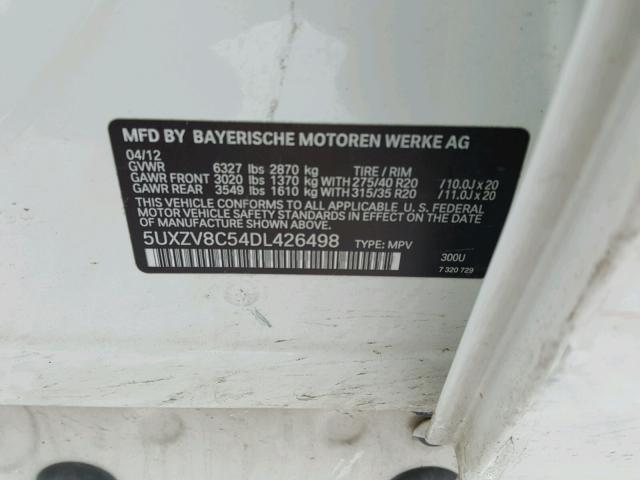 MFD BY BAYERISCHE MOTOREN WERKE AG
04/12
GVWR 6327 lbs 2870 kg TIRE / RIM
GAWR FRONT 3020 lbs 1370 kg WITH 275/40 R20 /10.0J x 20
GAWR REAR 3549 lbs 1610 kg WITH 315/35 R20 /11.0J x 20
THIS VEHICLE CONFORMS TO ALL APPLICABLE U.S. FEDERAL
MOTOR VEHICLE SAFETY STANDARDS IN EFFECT ON THE
DATE OF MANUFACTURE SHOWN ABOVE.
5UXZV8C54DL426498 TYPE: MPV
300U
7 320 729